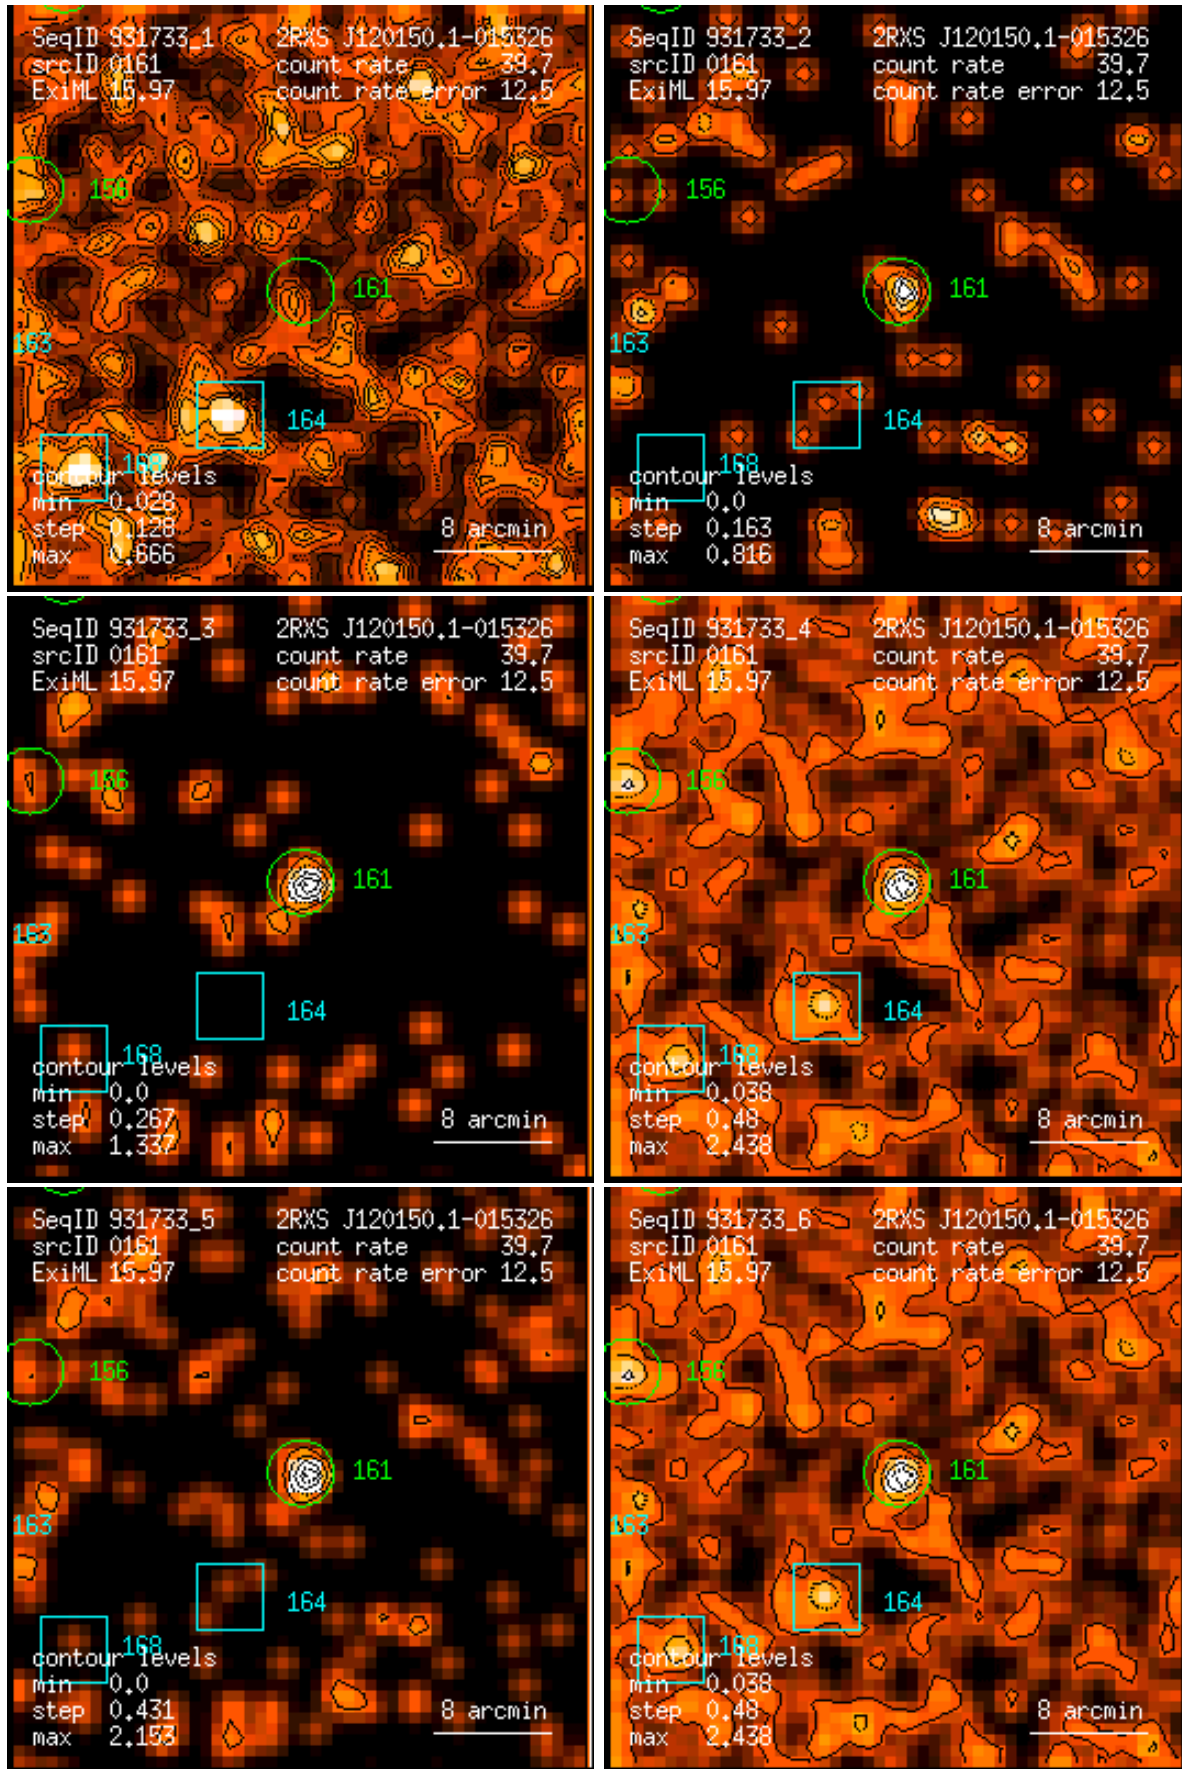 SeqID 931733_1 2RXS J120150.1-015326
srcID 0161 count rate 39.7
ExiML 15.97 count rate error 12.5
156
161
163
164
168
contour levels
min 0.028
step 0.128 8 arcmin
max 0.666
SeqID 931733_2 2RXS J120150.1-015326
srcID 0161 count rate 39.7
ExiML 15.97 count rate error 12.5
156
161
163
164
168
contour levels
min 0.0
step 0.163 8 arcmin
max 0.816
SeqID 931733_3 2RXS J120150.1-015326
srcID 0161 count rate 39.7
ExiML 15.97 count rate error 12.5
156
161
163
164
168
contour levels
min 0.0
step 0.267 8 arcmin
max 1.337
SeqID 931733_4 2RXS J120150.1-015326
srcID 0161 count rate 39.7
ExiML 15.97 count rate error 12.5
156
161
163
164
168
contour levels
min 0.038
step 0.48 8 arcmin
max 2.438
SeqID 931733_5 2RXS J120150.1-015326
srcID 0161 count rate 39.7
ExiML 15.97 count rate error 12.5
156
161
163
164
168
contour levels
min 0.0
step 0.431 8 arcmin
max 2.153
SeqID 931733_6 2RXS J120150.1-015326
srcID 0161 count rate 39.7
ExiML 15.97 count rate error 12.5
156
161
163
164
168
contour levels
min 0.038
step 0.48 8 arcmin
max 2.438